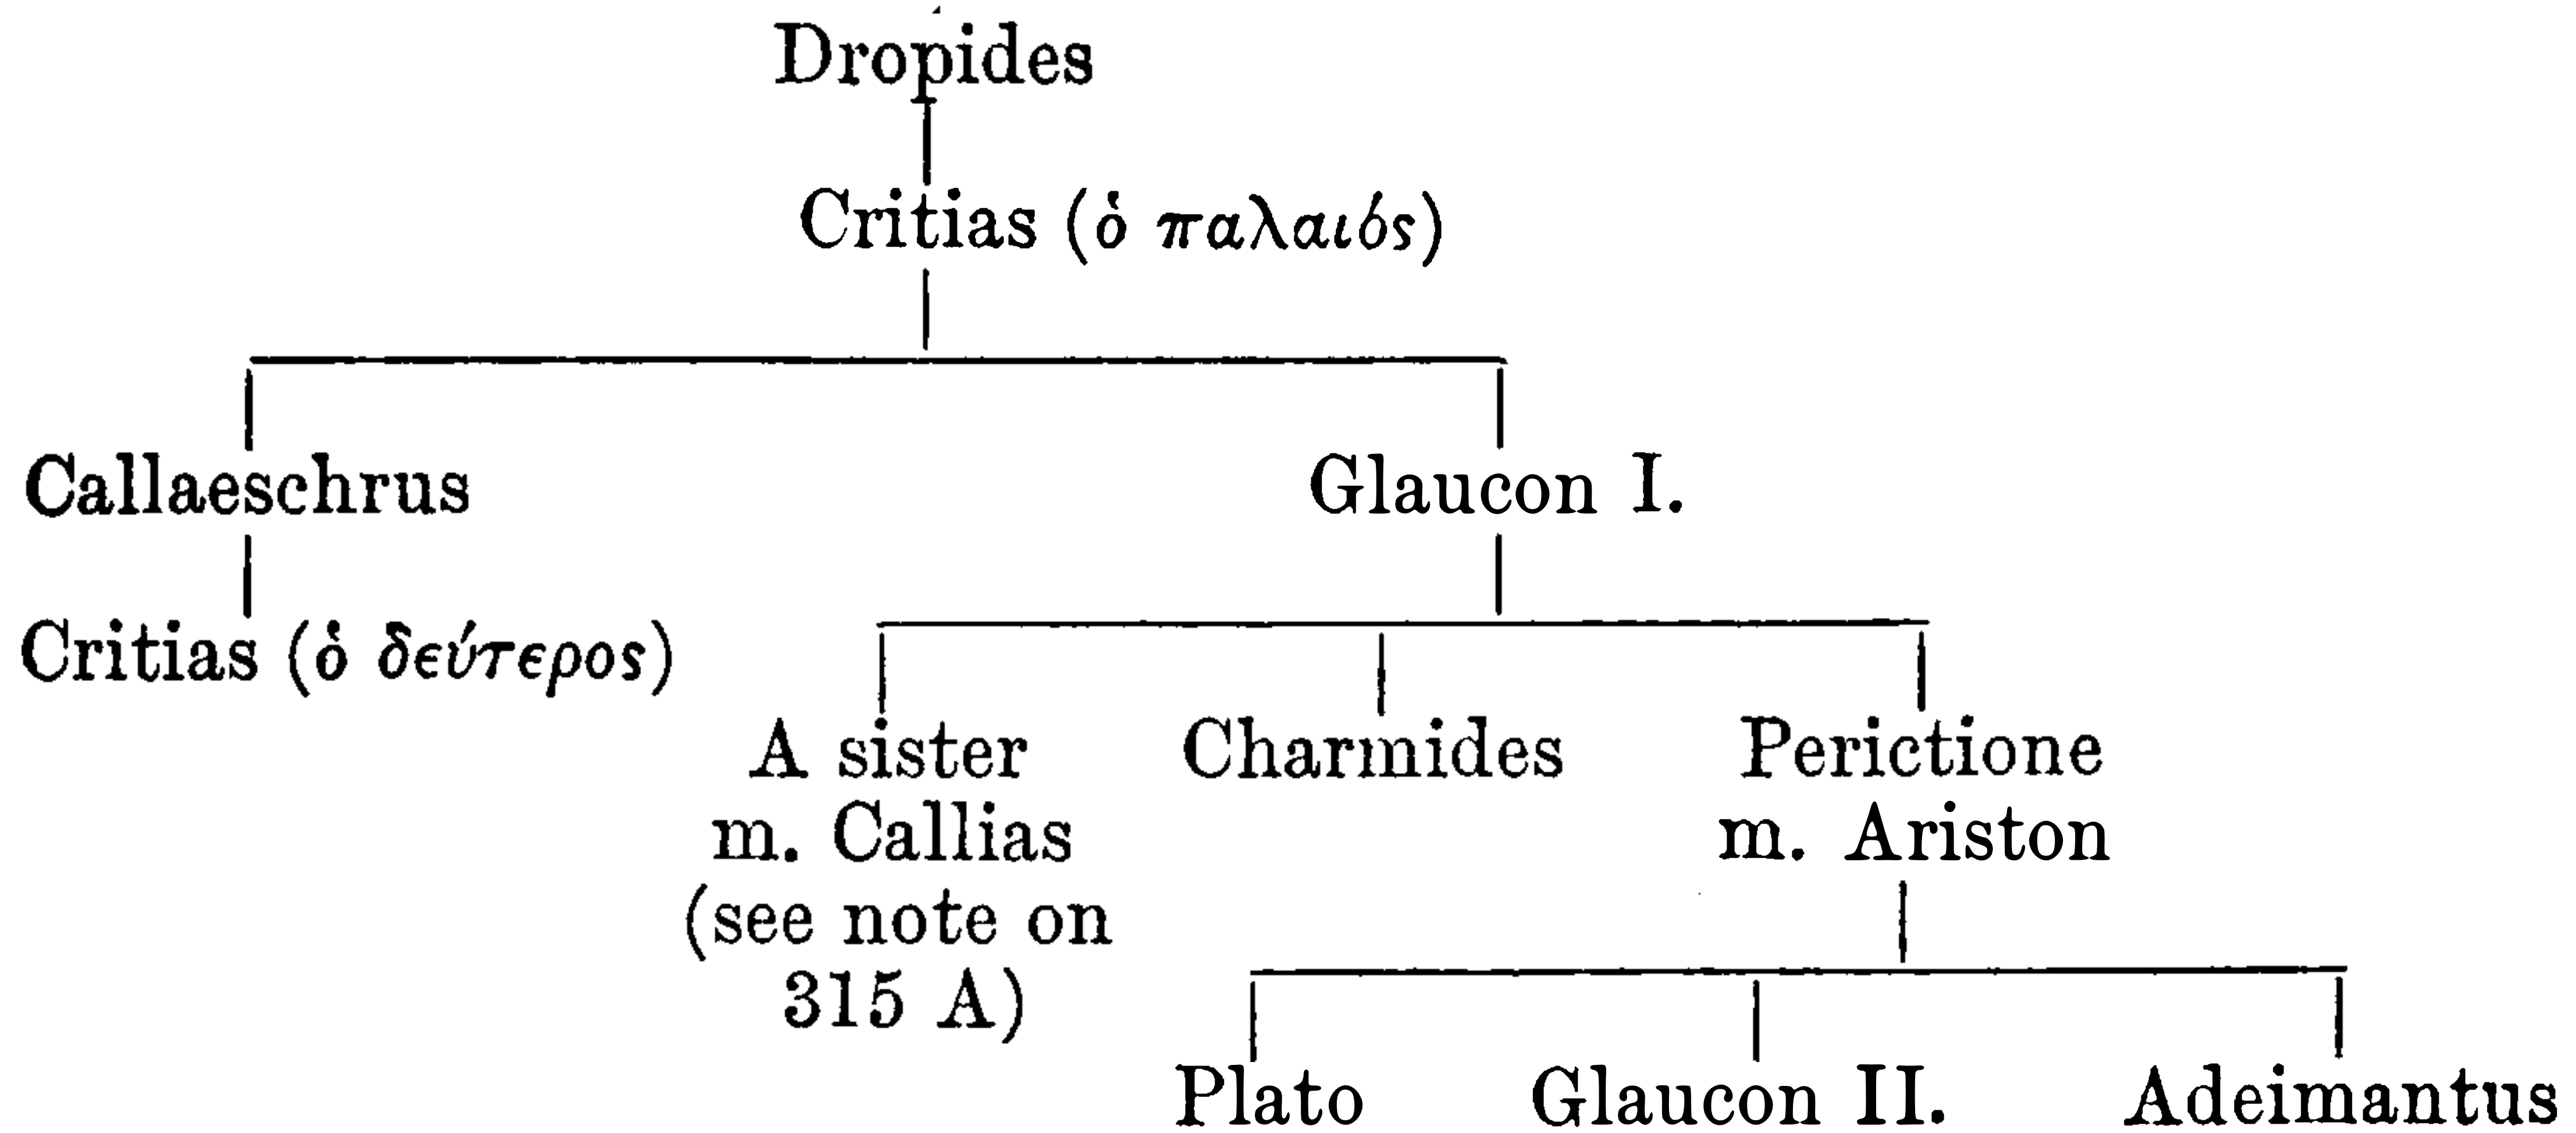 Dropides
Critias (ὁ παλαιός)
Callaeschrus Glaucon I.
Critias (ὁ δεύτερος)
A sister Charmides Perictione
m. Callias m. Ariston
(see note on
315 A)
Plato Glaucon II. Adeimantus